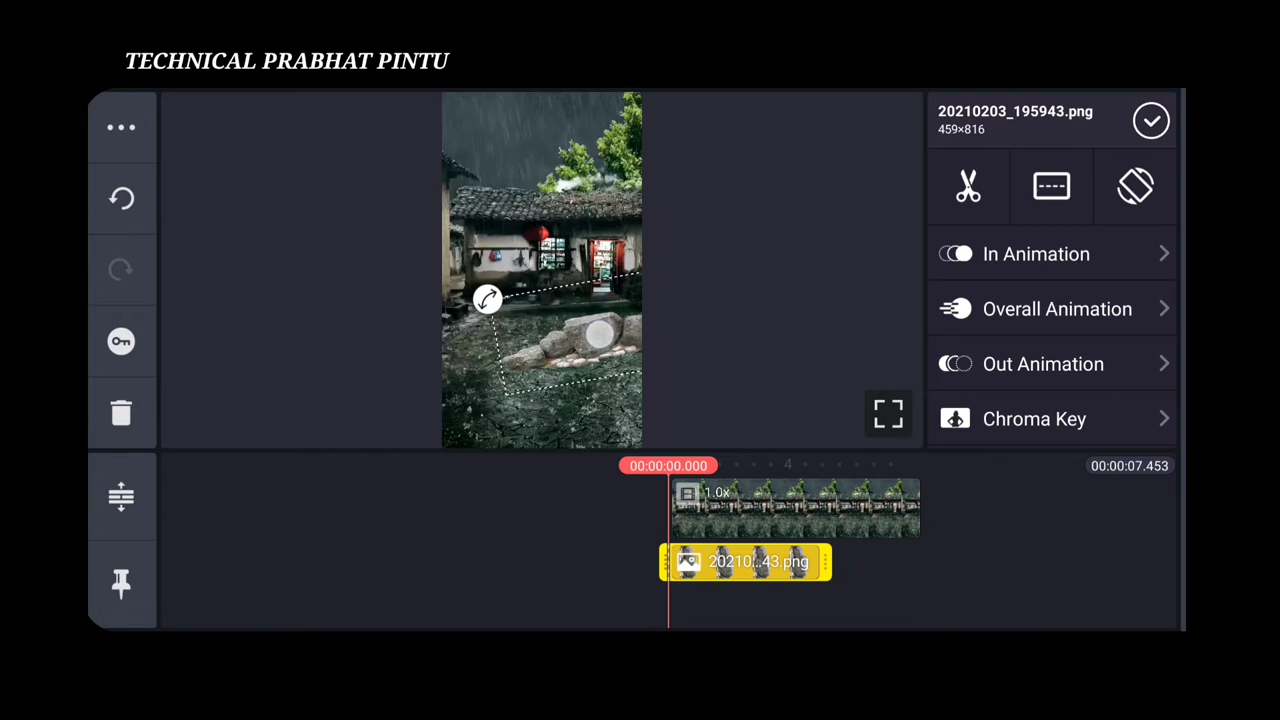 TECHNICAL PRABHAT PINTU
20210203_195943.png
459×816
In Animation
Overall Animation
Out Animation
Chroma Key
00:00:00.000
4
00:00:07.453
1.0x
20210...43.png